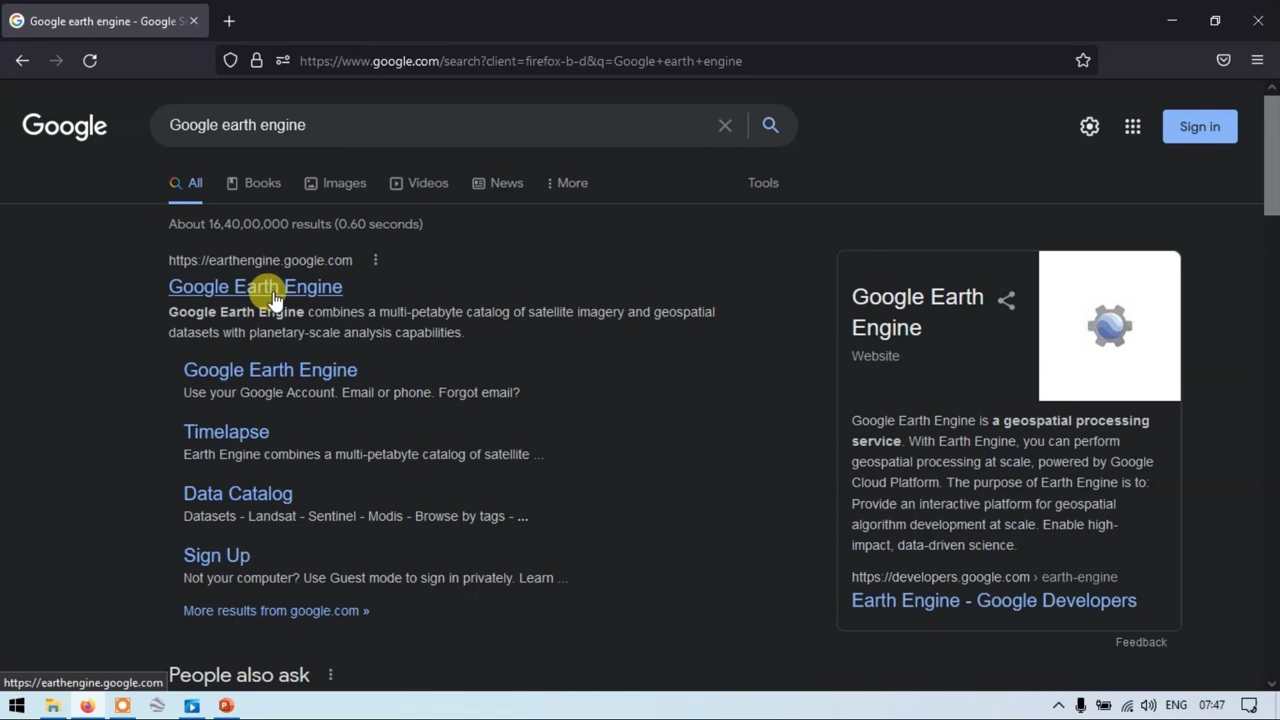 Google earth engine - Google S
https://www.google.com/search?client=firefox-b-d&q=Google+earth+engine
Google
Google earth engine
Sign in
All
Books
Images
Videos
News
More
Tools
About 16,40,00,000 results (0.60 seconds)
https://earthengine.google.com
Google Earth Engine
Google Earth Engine combines a multi-petabyte catalog of satellite imagery and geospatial
datasets with planetary-scale analysis capabilities.
Google Earth Engine
Use your Google Account. Email or phone. Forgot email?
Timelapse
Earth Engine combines a multi-petabyte catalog of satellite ...
Data Catalog
Datasets - Landsat - Sentinel - Modis - Browse by tags - ...
Sign Up
Not your computer? Use Guest mode to sign in privately. Learn ...
More results from google.com »
People also ask
Google Earth
Engine
Website
Google Earth Engine is a geospatial processing
service. With Earth Engine, you can perform
geospatial processing at scale, powered by Google
Cloud Platform. The purpose of Earth Engine is to:
Provide an interactive platform for geospatial
algorithm development at scale. Enable high-
impact, data-driven science.
https://developers.google.com › earth-engine
Earth Engine - Google Developers
Feedback
https://earthengine.google.com
ENG
07:47